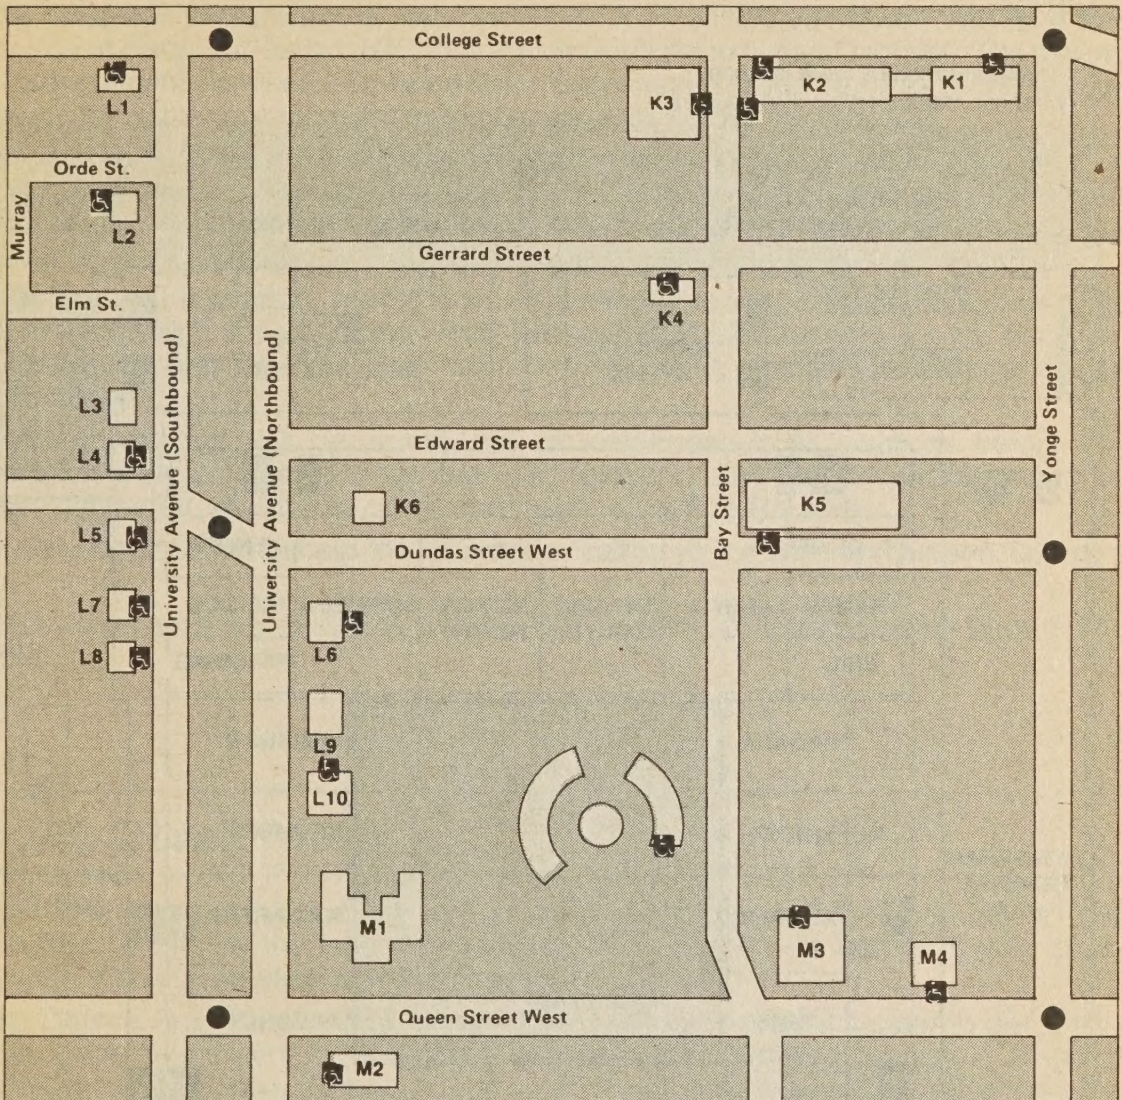 College Street
L1
K3
K2
K1
Orde St.
Murray
L2
Gerrard Street
Elm St.
K4
University Avenue (Southbound)
University Avenue (Northbound)
L3
Edward Street
L4
Yonge Street
Bay Street
K6
K5
L5
Dundas Street West
L7
L6
L8
L9
L10
M1
M3
M4
Queen Street West
M2